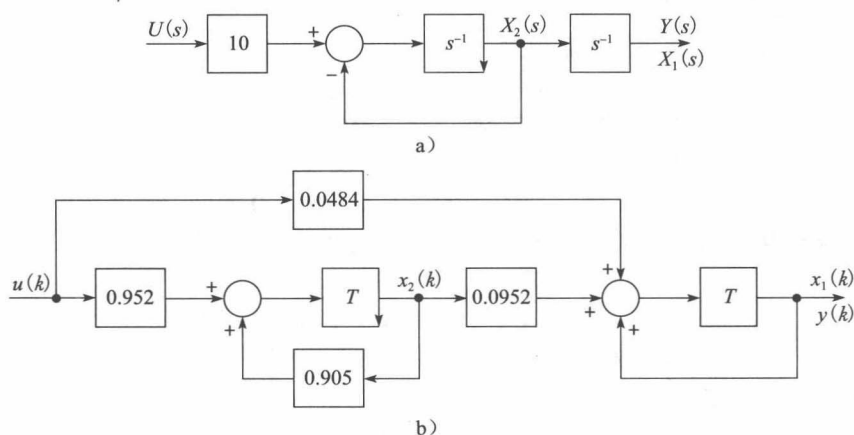 U(s)
10
+
−
s⁻¹
X₂(s)
s⁻¹
Y(s)
X₁(s)
a)
0.0484
u(k)
0.952
+
+
T
x₂(k)
0.905
0.0952
+
+
+
T
x₁(k)
y(k)
b)